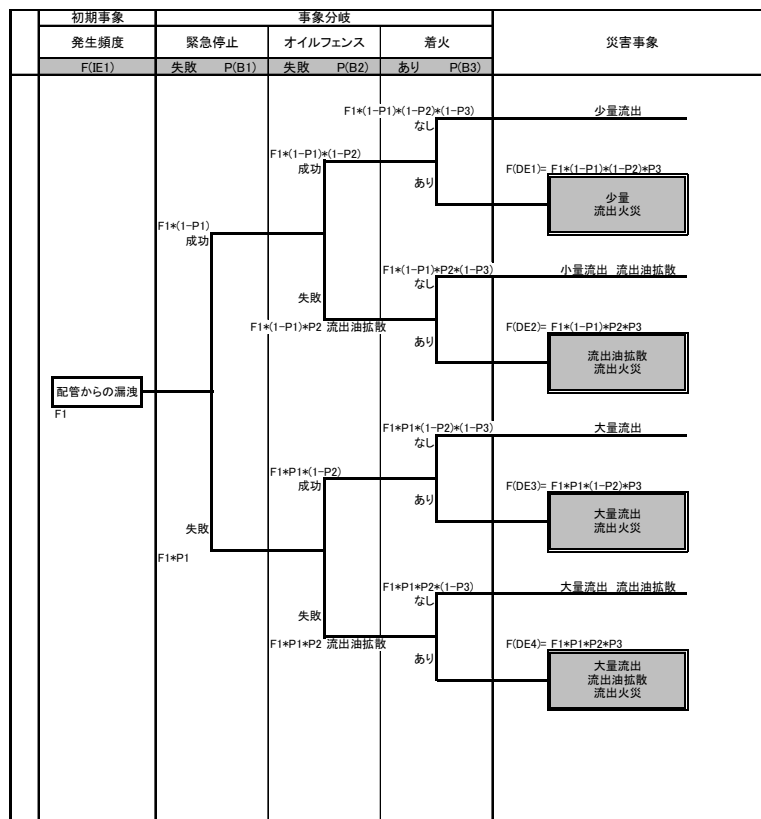 初期事象
事象分岐
発生頻度
緊急停止
オイルフェンス
着火
災害事象
F(IE1)
失敗 P(B1)
失敗 P(B2)
あり P(B3)
F1*(1-P1)*(1-P2)*(1-P3)
なし
少量流出
F1*(1-P1)*(1-P2)
成功
あり
F(DE1)= F1*(1-P1)*(1-P2)*P3
少量
流出火災
F1*(1-P1)
成功
F1*(1-P1)*P2*(1-P3)
なし
小量流出 流出油拡散
失敗
F1*(1-P1)*P2 流出油拡散
あり
F(DE2)= F1*(1-P1)*P2*P3
流出油拡散
流出火災
配管からの漏洩
F1
F1*P1*(1-P2)*(1-P3)
なし
大量流出
F1*P1*(1-P2)
成功
あり
F(DE3)= F1*P1*(1-P2)*P3
大量流出
流出火災
失敗
F1*P1
F1*P1*P2*(1-P3)
なし
大量流出 流出油拡散
失敗
F1*P1*P2 流出油拡散
あり
F(DE4)= F1*P1*P2*P3
大量流出
流出油拡散
流出火災